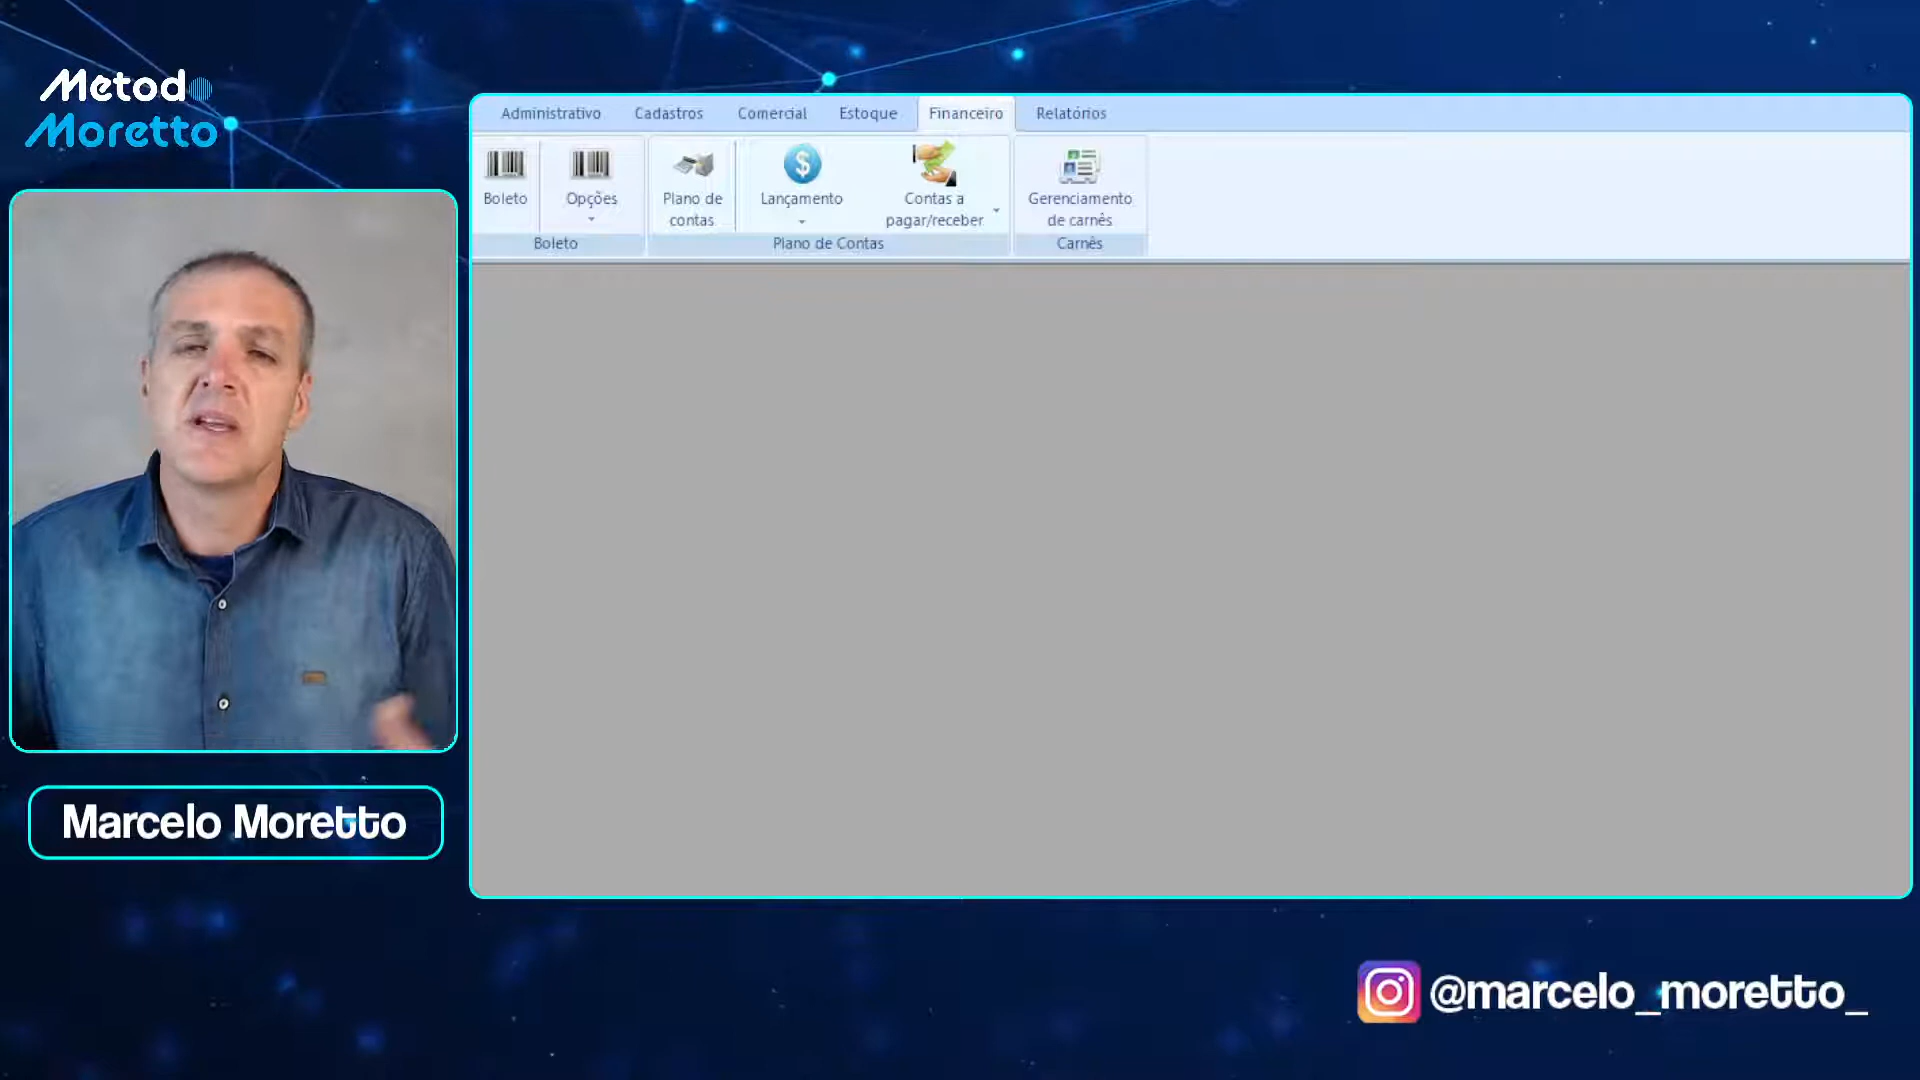 Metodo
Moretto
Administrativo Cadastros Comercial Estoque Financeiro Relatórios
Boleto Opções Plano de contas Lançamento Contas a pagar/receber Gerenciamento de carnês
Boleto Plano de Contas Carnês
Marcelo Moretto
@marcelo_moretto_